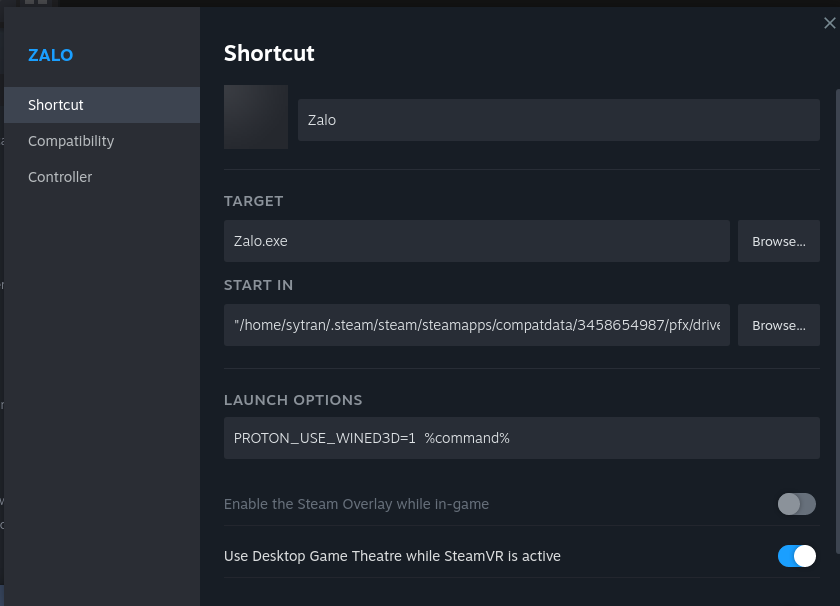 ZALO
Shortcut
Compatibility
Controller
Shortcut
Zalo
TARGET
Zalo.exe
Browse...
START IN
"/home/sytran/.steam/steam/steamapps/compatdata/3458654987/pfx/drive
Browse...
LAUNCH OPTIONS
PROTON_USE_WINED3D=1  %command%
Enable the Steam Overlay while in-game
Use Desktop Game Theatre while SteamVR is active